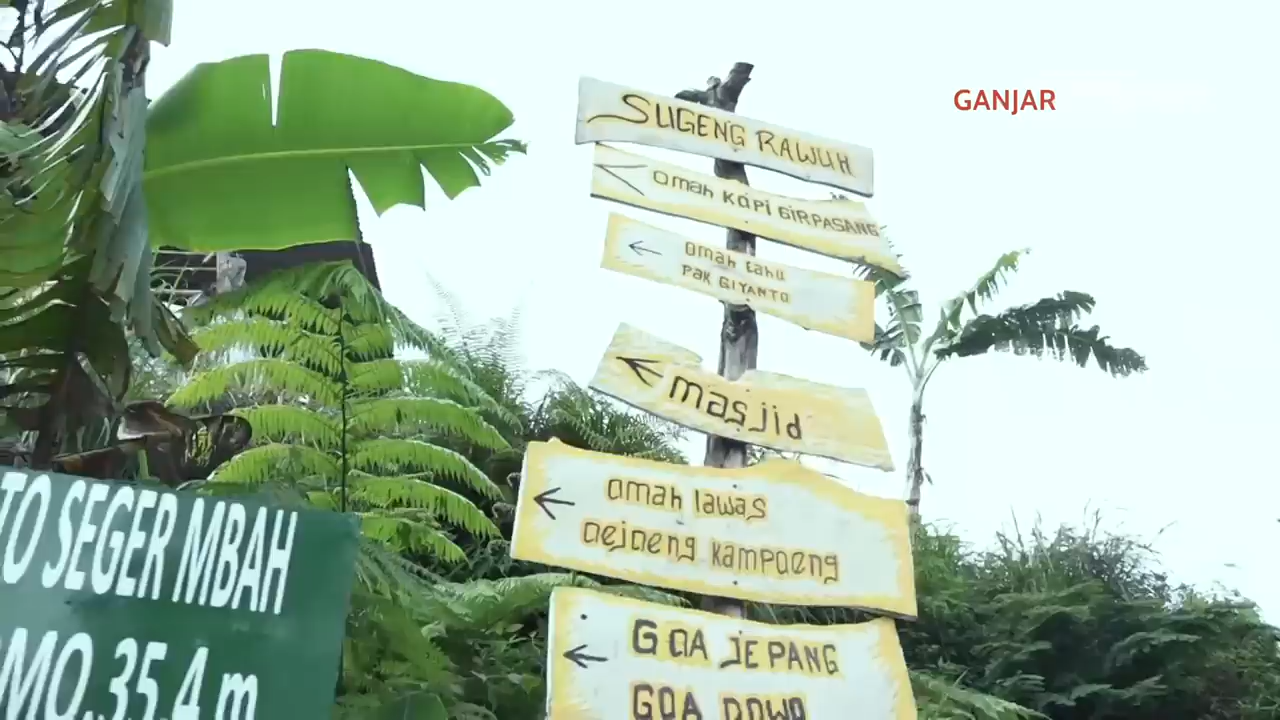 GANJAR
SUGENG RAWUH
omah KOPI GIRPASANG
omah tahu
PaK GIYANTO
masjid
omah lawas
Dejoeng Kampoeng
GOA JEPANG
GOA DOWO
TO SEGER MBAH
MO.35,4 m